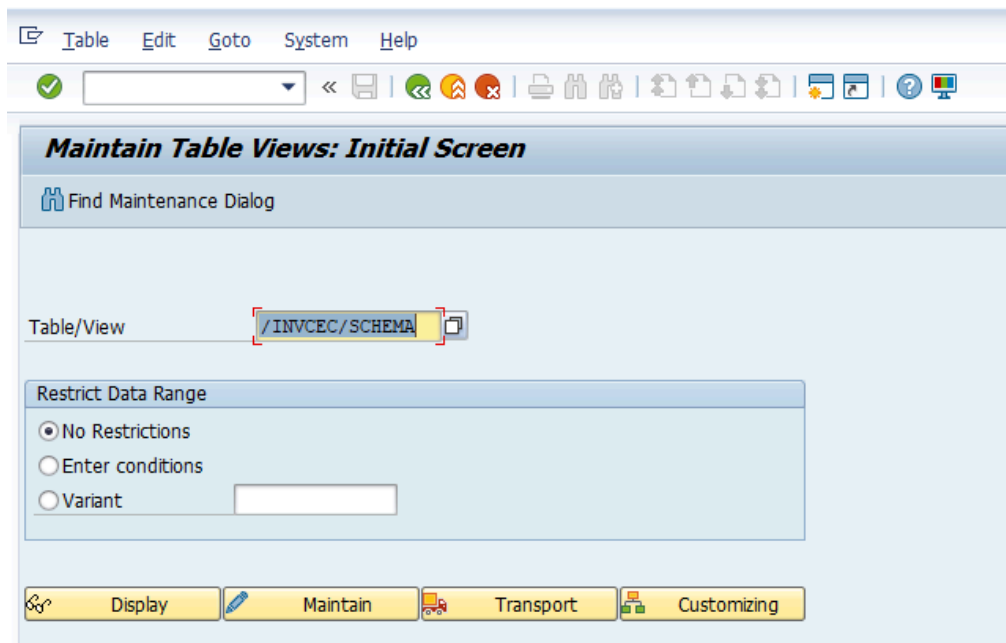 Table Edit Goto System Help
Maintain Table Views: Initial Screen
Find Maintenance Dialog
Table/View /INVCEC/SCHEMA
Restrict Data Range
No Restrictions
Enter conditions
Variant
Display Maintain Transport Customizing